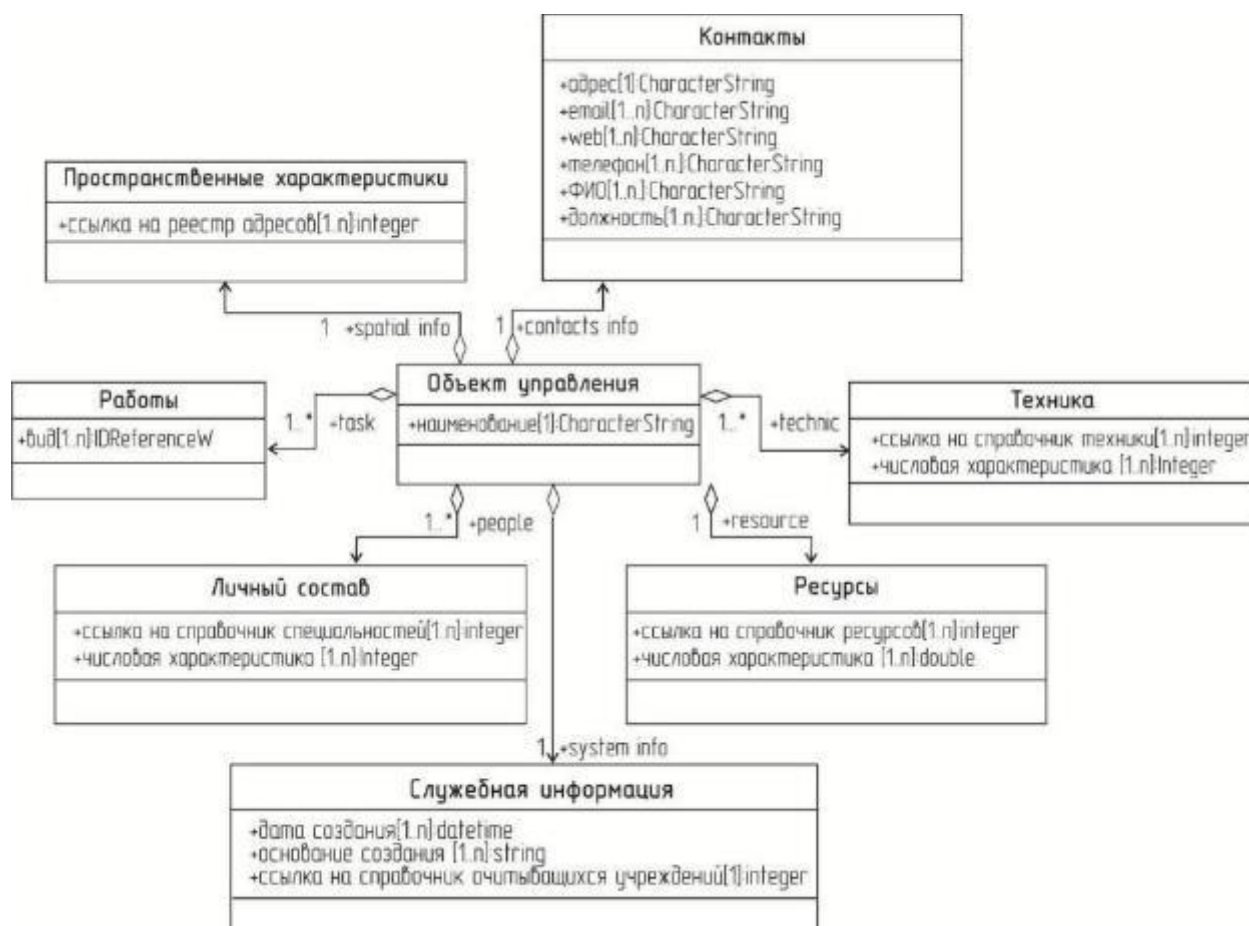 Контакты
+адрес[1]:CharacterString
+email[1..n]:CharacterString
+web[1..n]:CharacterString
+телефон[1..n.]:CharacterString
+ФИО[1..n.]:CharacterString
+должность[1..n.]:CharacterString
Пространственные характеристики
+ссылка на реестр адресов[1..n]:integer
1 +spatial info
1 +contacts info
Объект управления
+наименование[1]:CharacterString
Работы
+вид[1..n]:IDReferenceW
1..* +task
1..* +technic
Техника
+ссылка на справочник техники[1..n]:integer
+числовая характеристика [1..n]:Integer
1..* +people
1 +resource
Личный состав
+ссылка на справочник специальностей[1..n]:integer
+числовая характеристика [1..n]:Integer
Ресурсы
+ссылка на справочник ресурсов[1..n]:integer
+числовая характеристика [1..n]:double
1.. +system info
Служебная информация
+дата создания[1..n]:datetime
+основание создания [1..n]:string
+ссылка на справочник очитыващихся учреждений[1]:integer